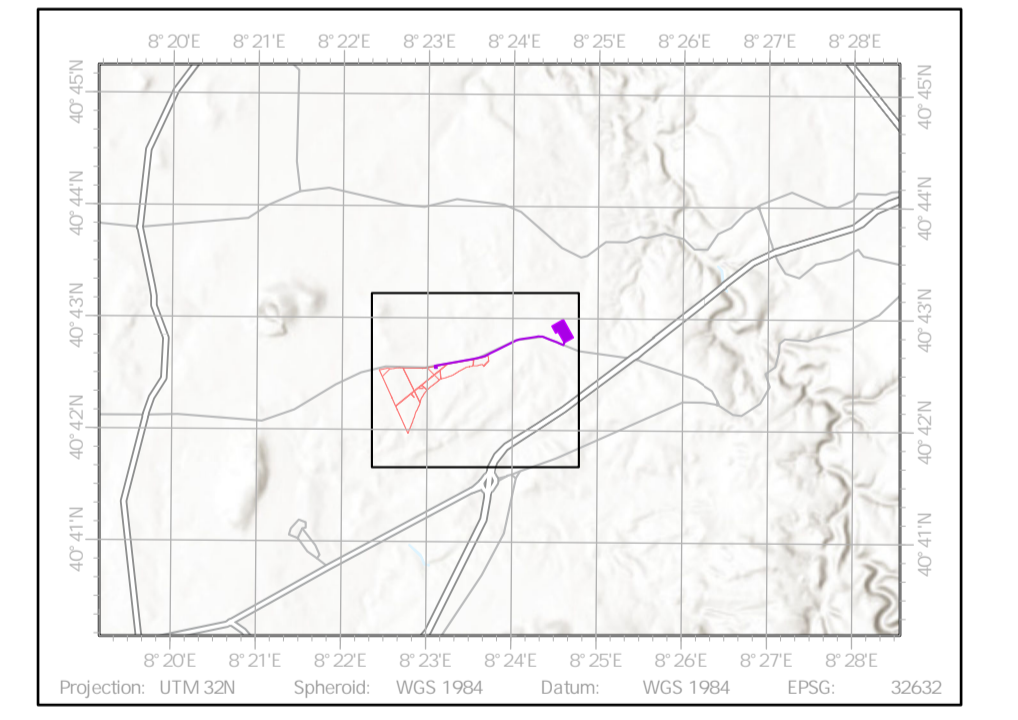 8° 20'E 8° 21'E 8° 22'E 8° 23'E 8° 24'E 8° 25'E 8° 26'E 8° 27'E 8° 28'E
40° 45'N 40° 45'N
40° 44'N 40° 44'N
40° 43'N 40° 43'N
40° 42'N 40° 42'N
40° 41'N 40° 41'N
8° 20'E 8° 21'E 8° 22'E 8° 23'E 8° 24'E 8° 25'E 8° 26'E 8° 27'E 8° 28'E
Projection: UTM 32N Spheroid: WGS 1984 Datum: WGS 1984 EPSG: 32632